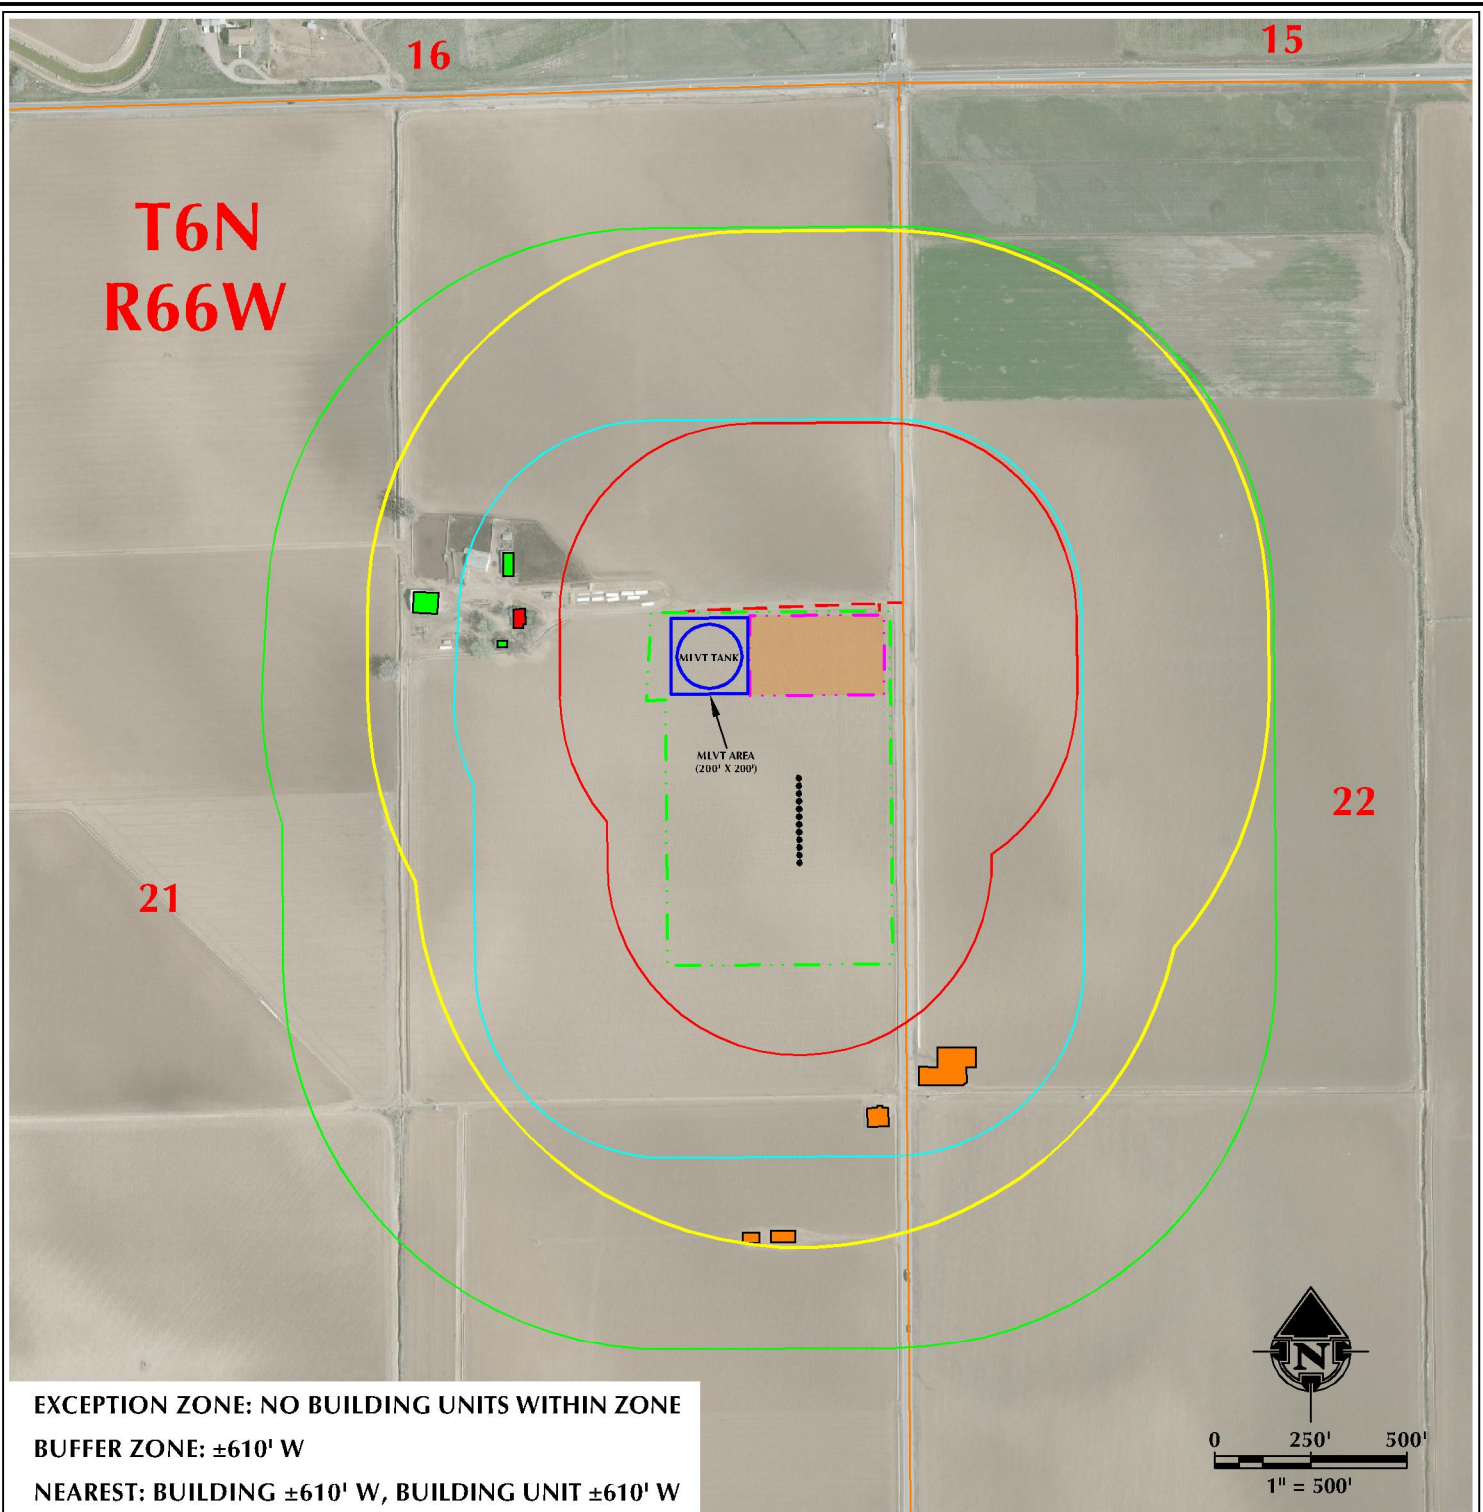 16
15
T6N
R66W
MLVT TANK
MLVT AREA
(200' X 200')
22
21
N
EXCEPTION ZONE: NO BUILDING UNITS WITHIN ZONE
BUFFER ZONE: ±610' W
NEAREST: BUILDING ±610' W, BUILDING UNIT ±610' W
0 250' 500'
1" = 500'